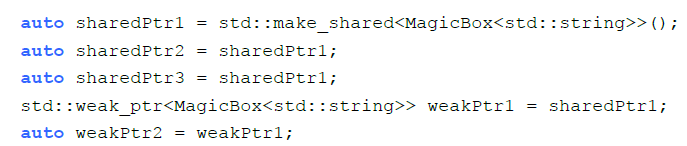 auto sharedPtr1 = std::make_shared<MagicBox<std::string>>();
auto sharedPtr2 = sharedPtr1;
auto sharedPtr3 = sharedPtr1;
std::weak_ptr<MagicBox<std::string>> weakPtr1 = sharedPtr1;
auto weakPtr2 = weakPtr1;